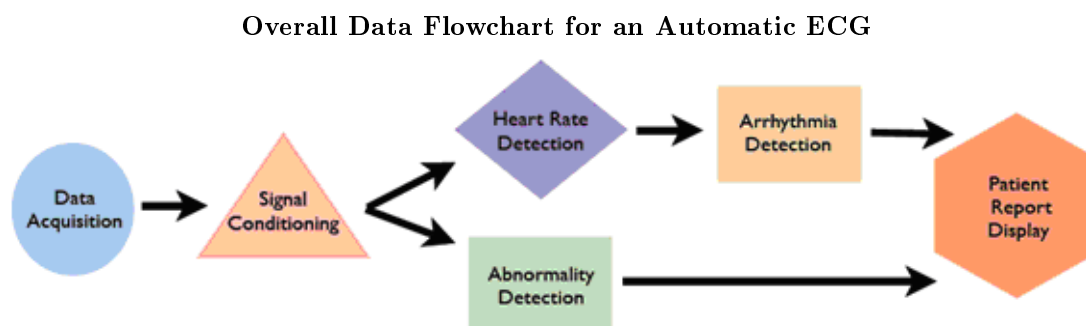 Overall Data Flowchart for an Automatic ECG
Data
Acquisition
Signal
Conditioning
Heart Rate
Detection
Abnormality
Detection
Arrhythmia
Detection
Patient
Report
Display